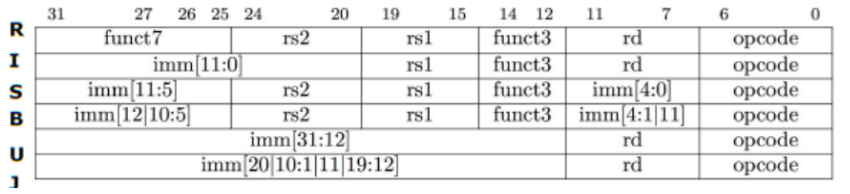 31 27 26 25 24 20 19 15 14 12 11 7 6 0
R funct7 rs2 rs1 funct3 rd opcode
I imm[11:0] rs1 funct3 rd opcode
S imm[11:5] rs2 rs1 funct3 imm[4:0] opcode
B imm[12|10:5] rs2 rs1 funct3 imm[4:1|11] opcode
U imm[31:12] rd opcode
J imm[20|10:1|11|19:12] rd opcode